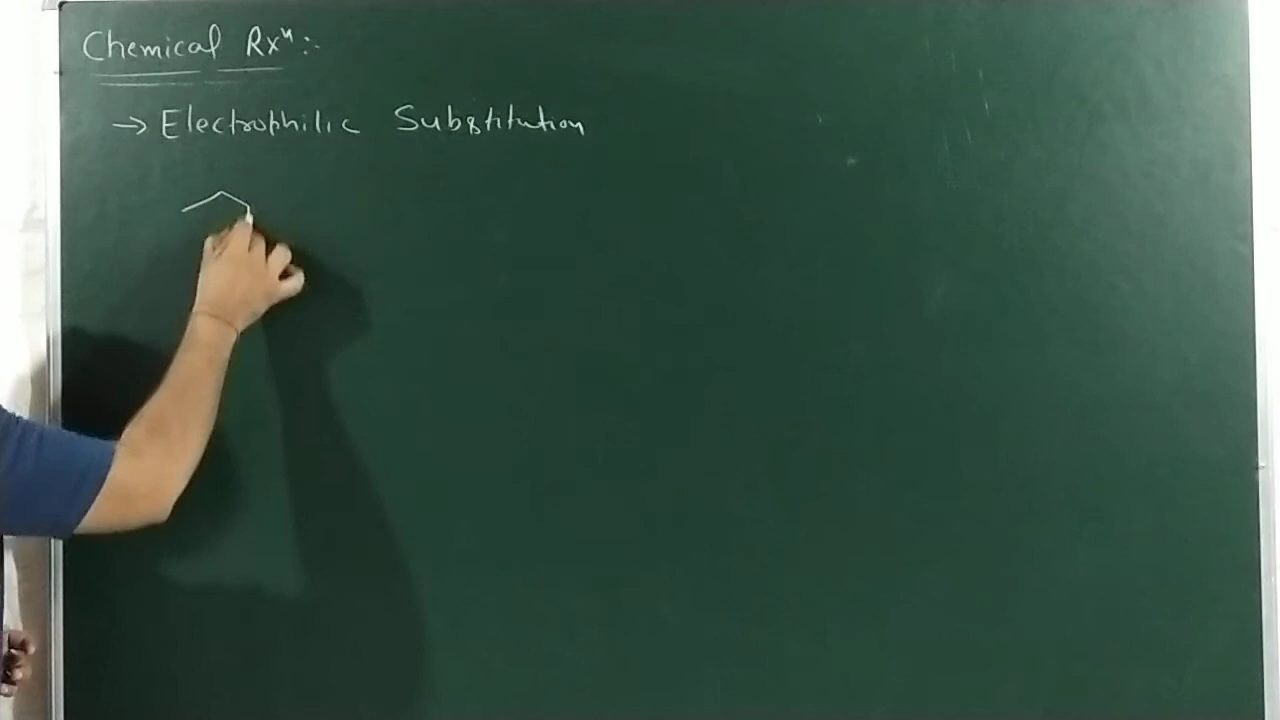 Chemical Rxⁿ :-
→ Electrophilic Substitution